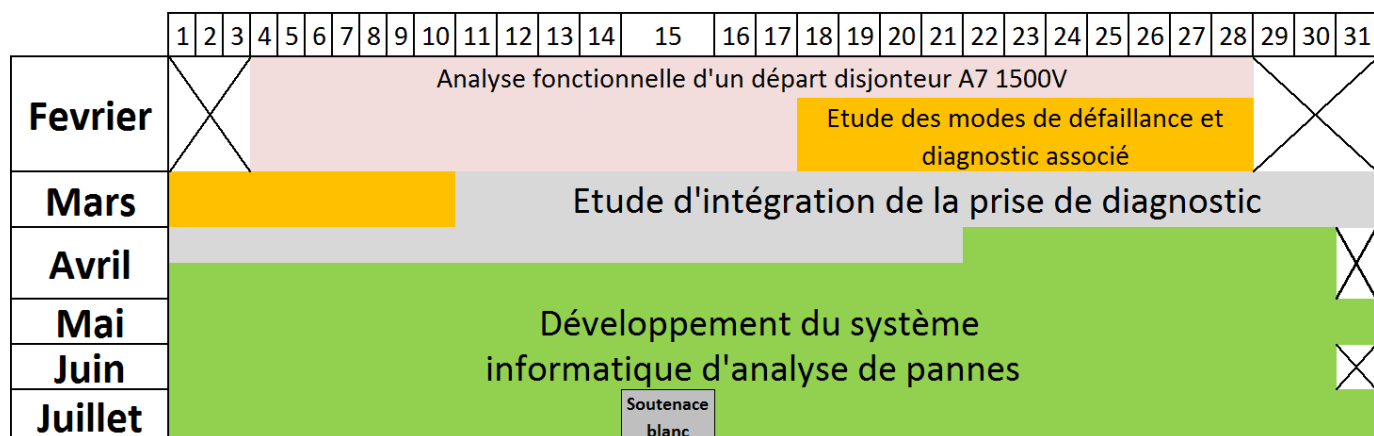 1 2 3 4 5 6 7 8 9 10 11 12 13 14 15 16 17 18 19 20 21 22 23 24 25 26 27 28 29 30 31
Fevrier
Analyse fonctionnelle d'un départ disjonteur A7 1500V
Etude des modes de défaillance et
diagnostic associé
Mars
Etude d'intégration de la prise de diagnostic
Avril
Mai
Développement du système
Juin
informatique d'analyse de pannes
Juillet
Soutenace
blanc